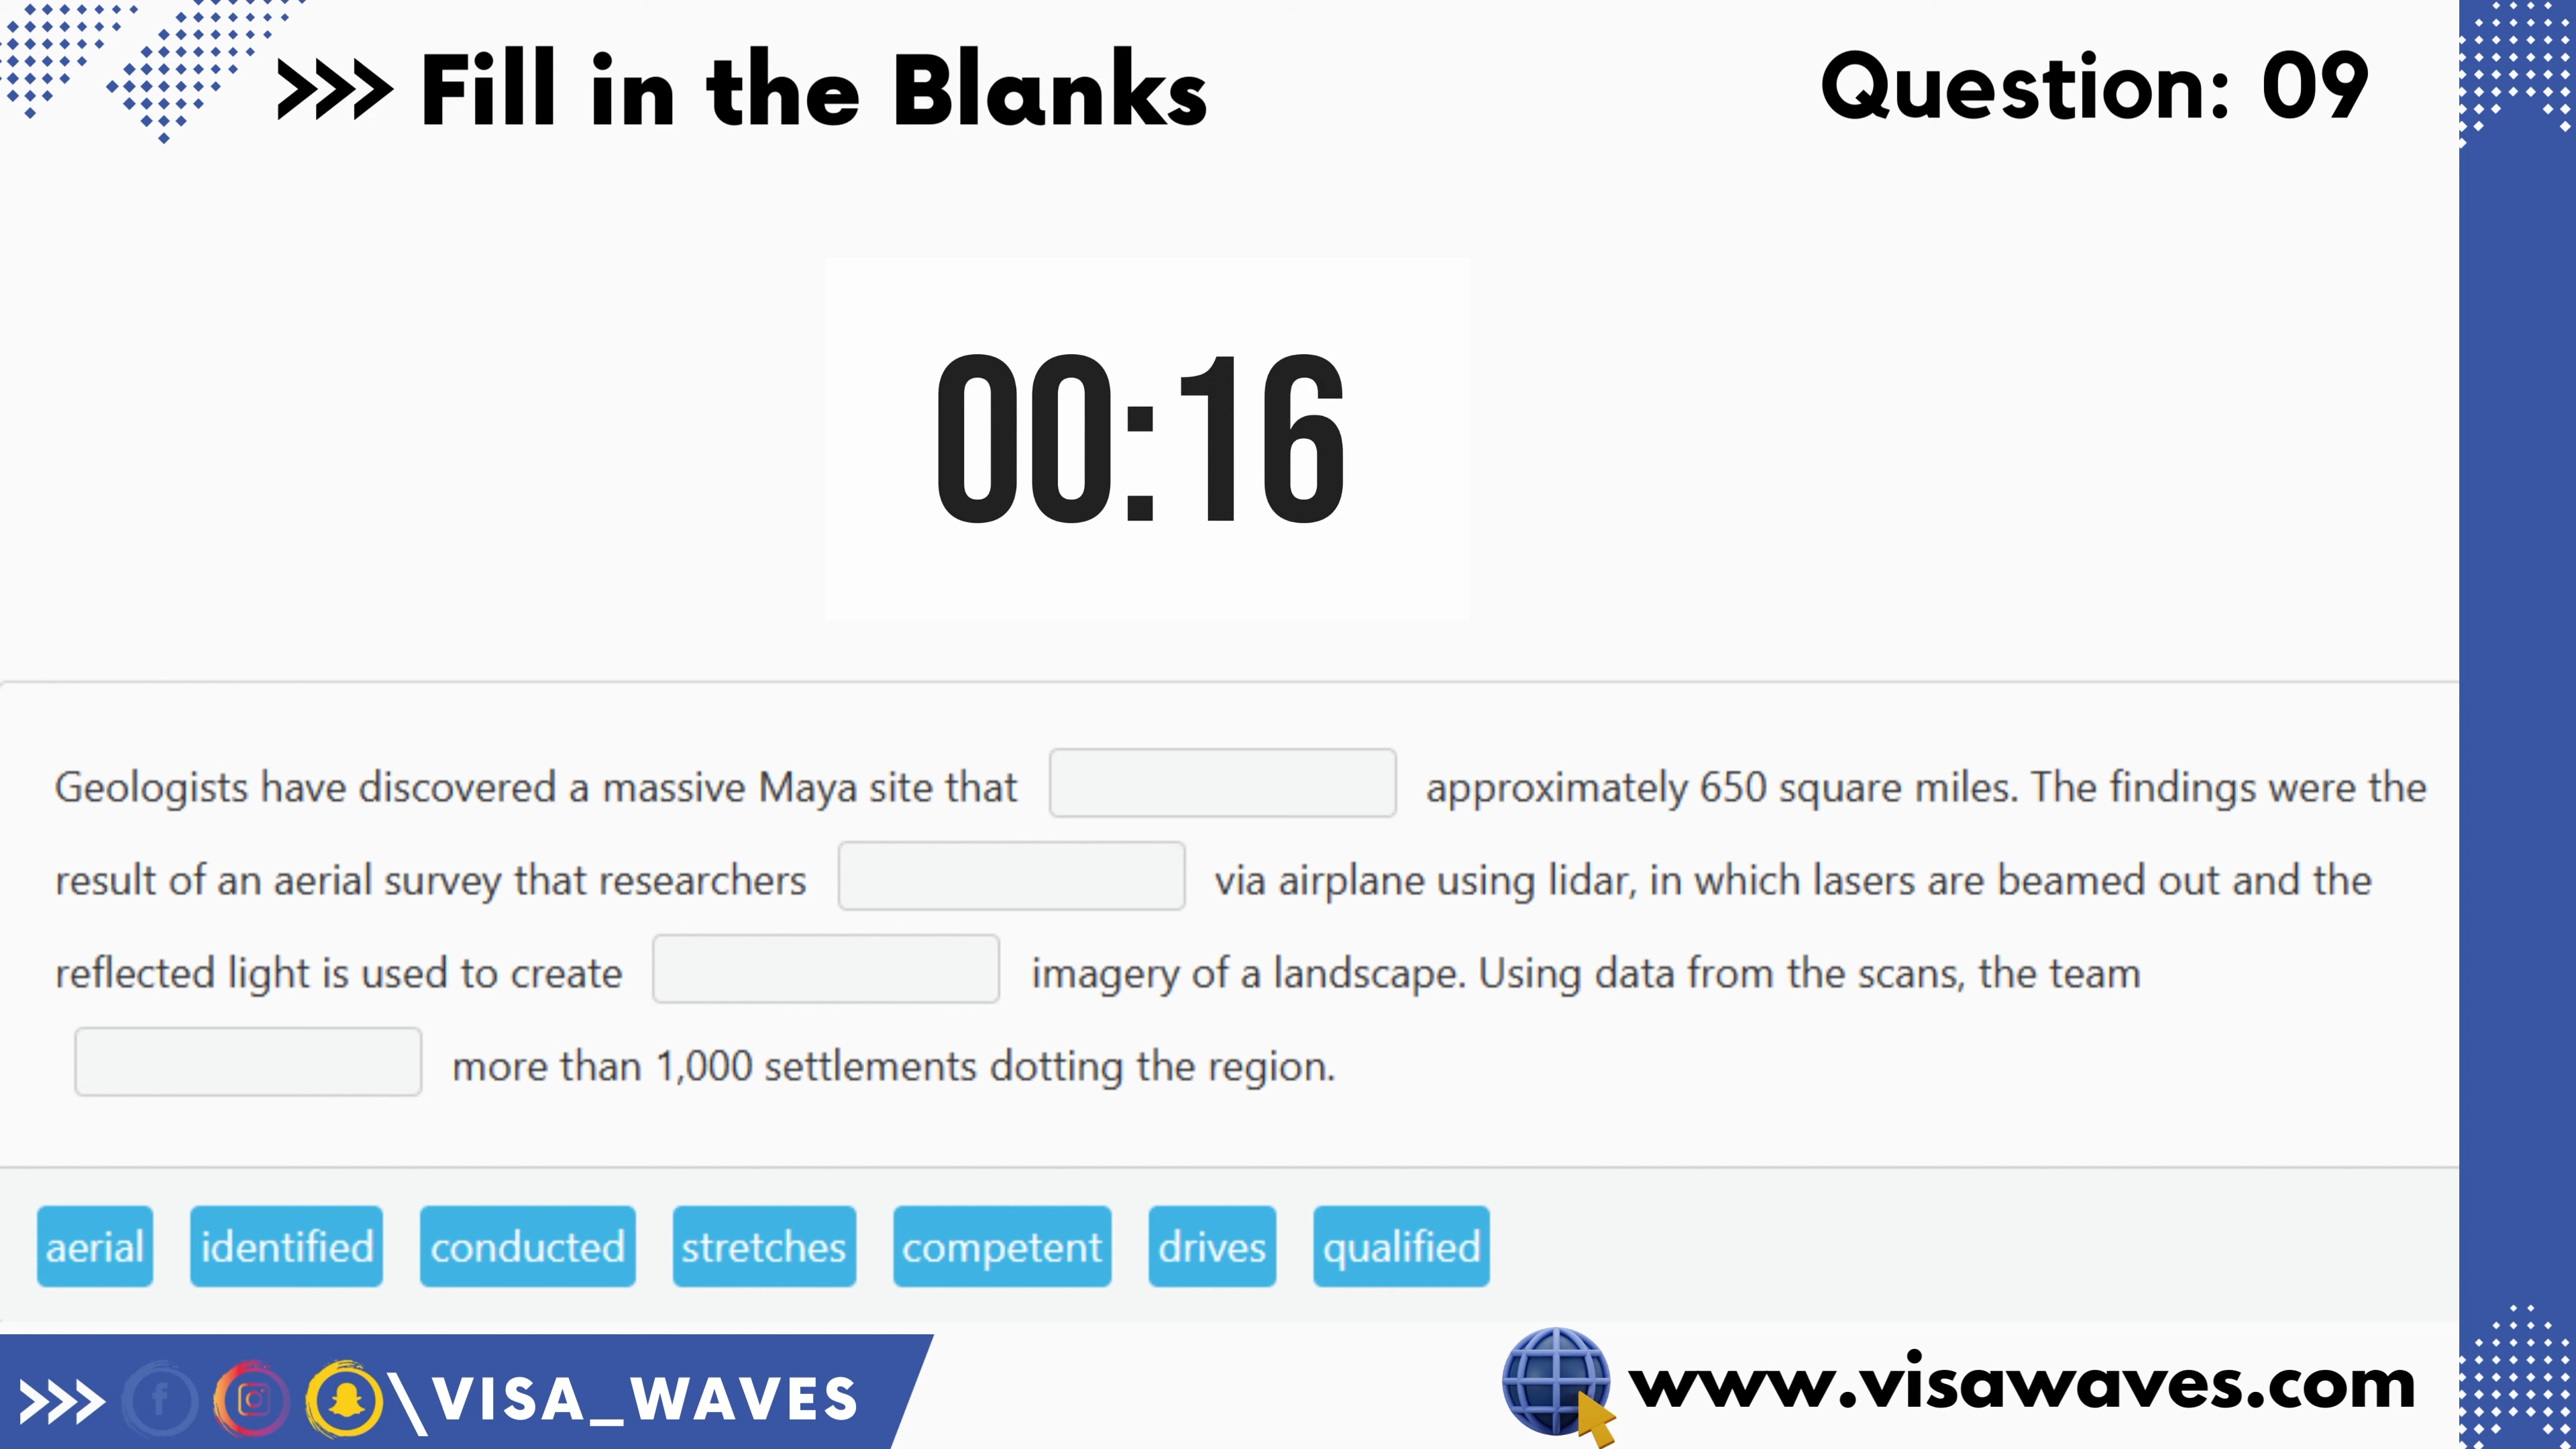 >>> Fill in the Blanks
Question: 09
00:16
Geologists have discovered a massive Maya site that approximately 650 square miles. The findings were the
result of an aerial survey that researchers via airplane using lidar, in which lasers are beamed out and the
reflected light is used to create imagery of a landscape. Using data from the scans, the team
more than 1,000 settlements dotting the region.
aerial identified conducted stretches competent drives qualified
>>> f \VISA_WAVES
www.visawaves.com